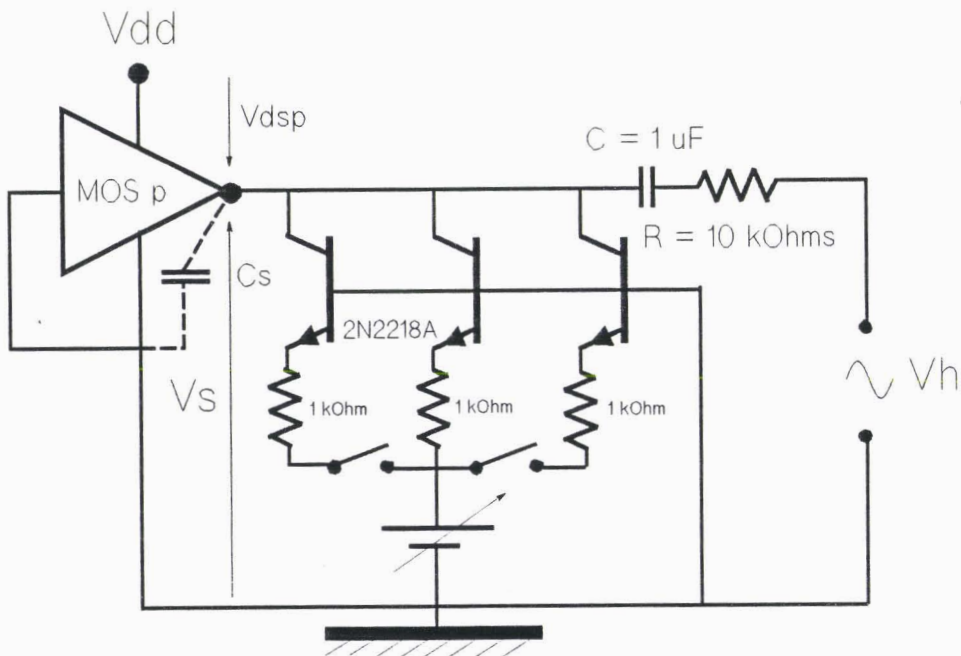 Vdd
Vdsp
C = 1 uF
MOS p
R = 10 kOhms
Cs
2N2218A
Vs
Vh
1 kOhm
1 kOhm
1 kOhm